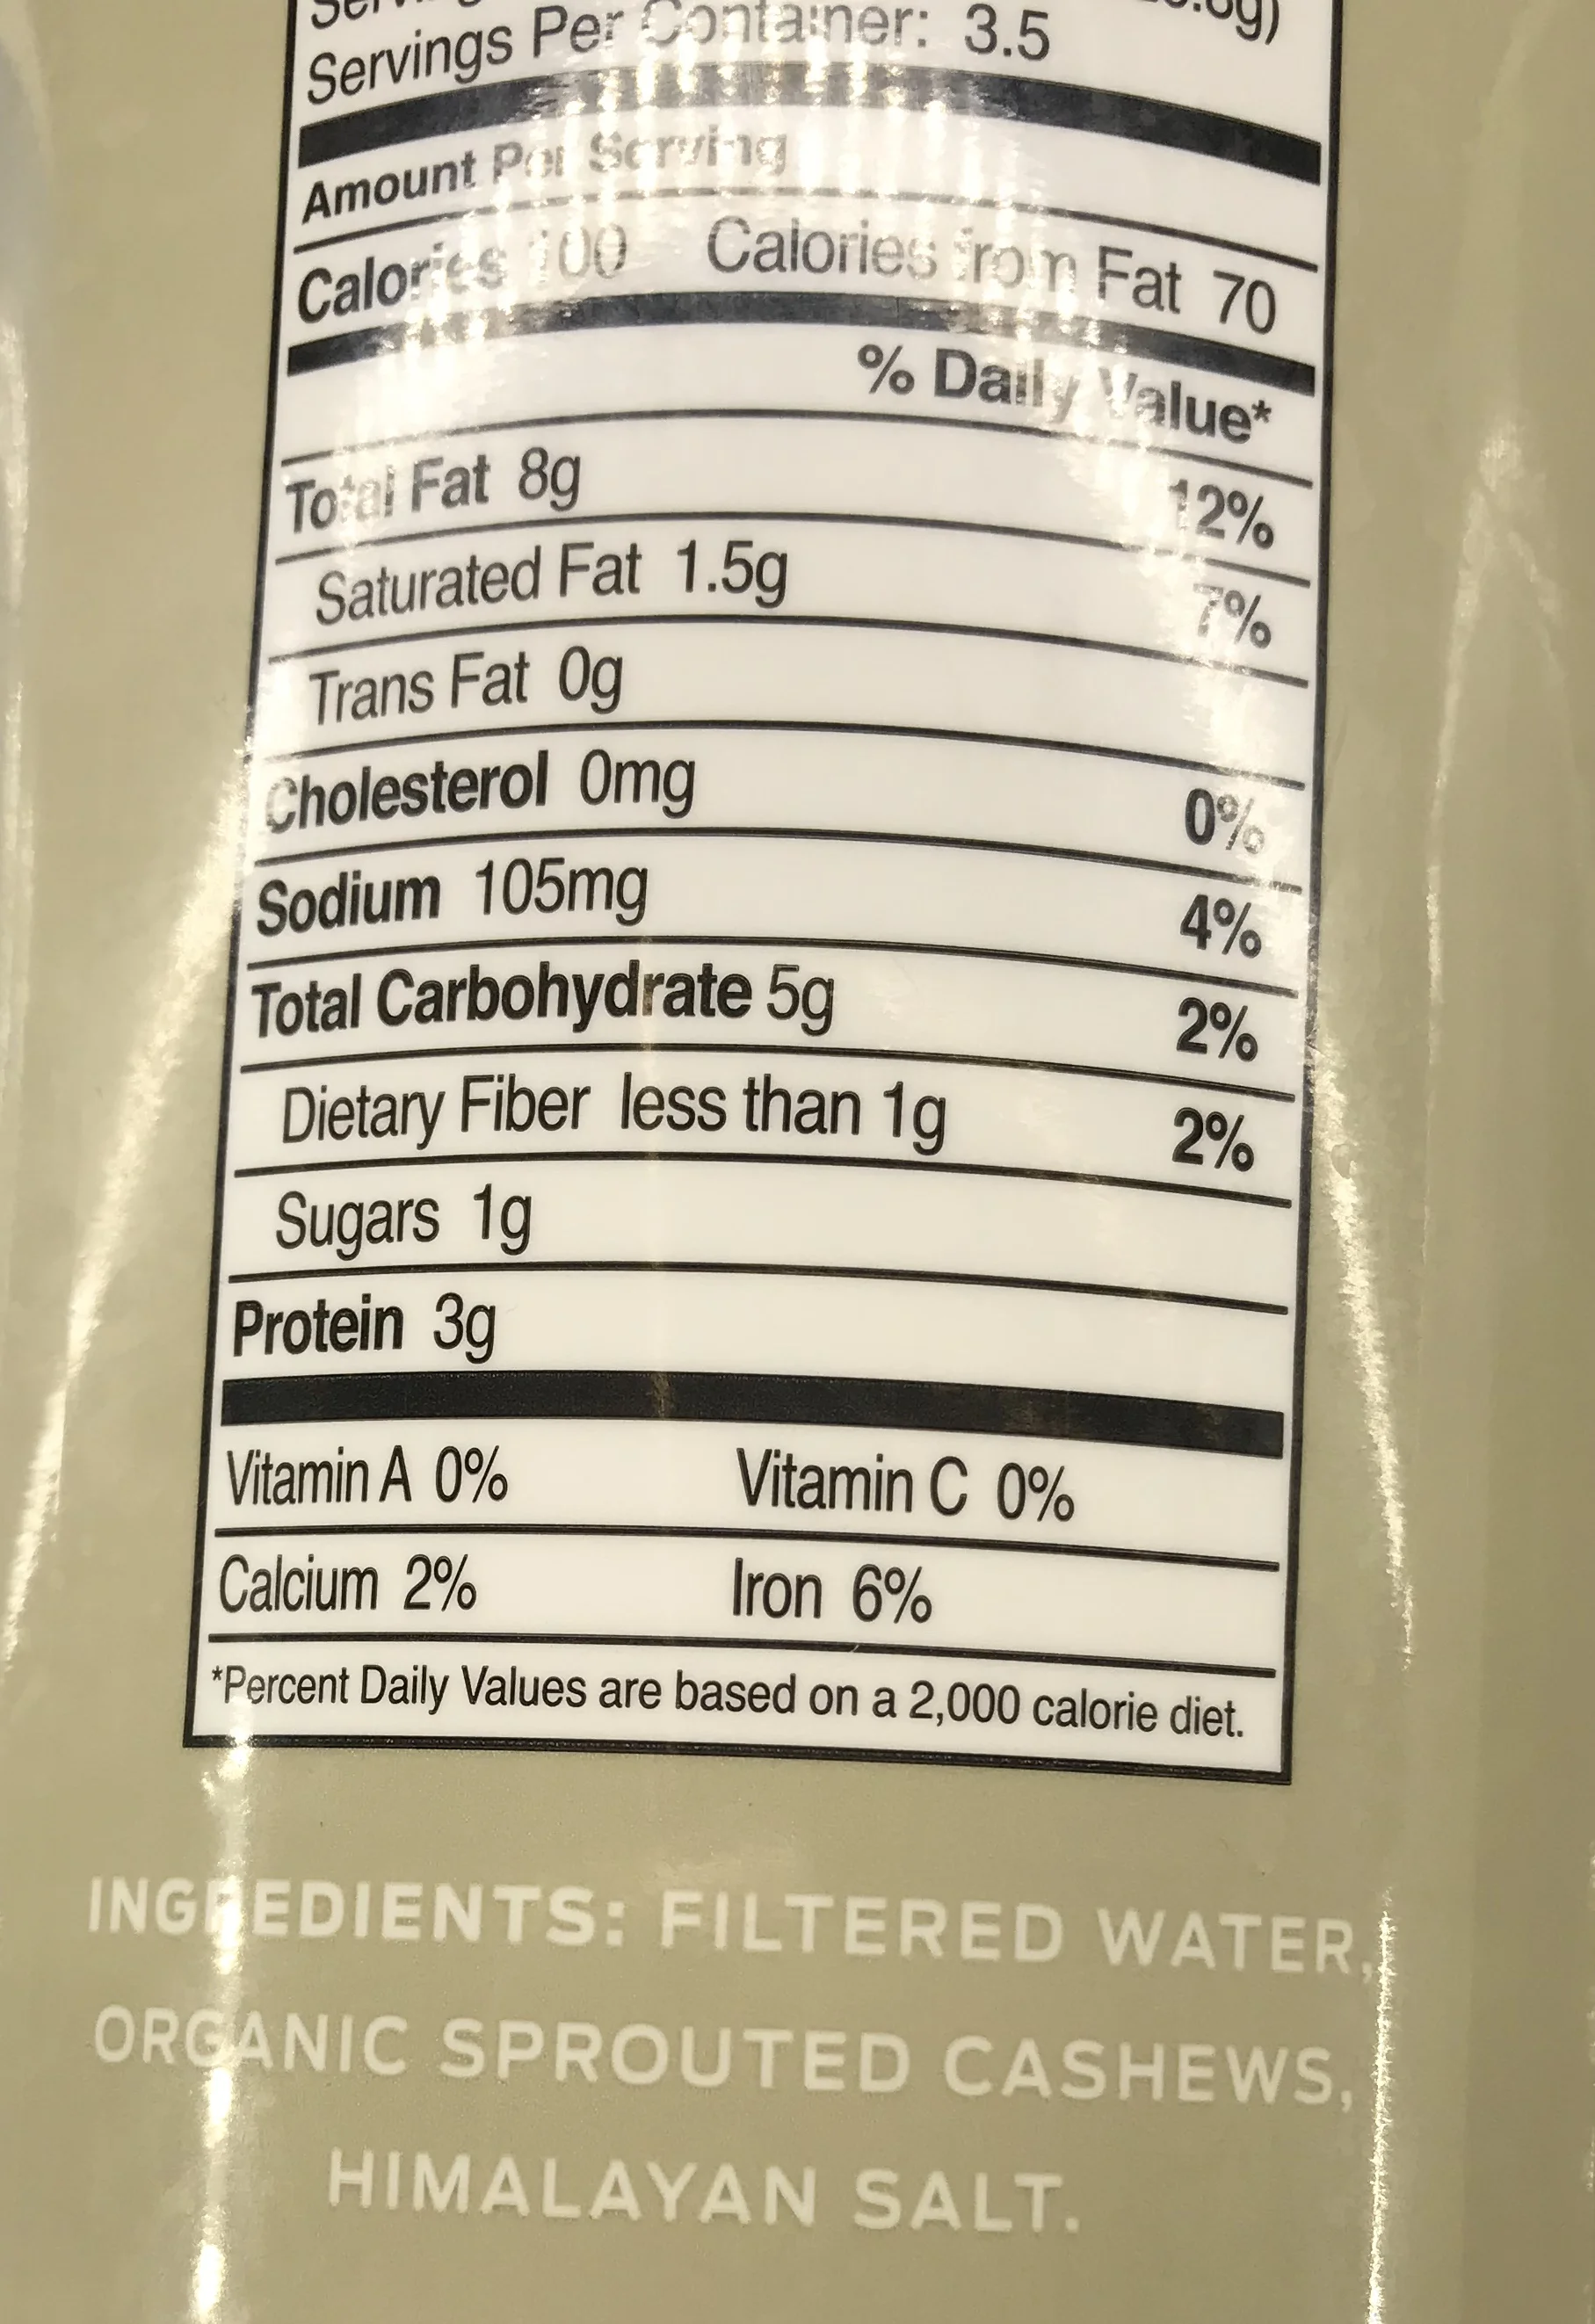 Servings Per Container: 3.5
Amount Per Serving
Calories 100 Calories from Fat 70
% Daily Value*
Total Fat 8g 12%
Saturated Fat 1.5g 7%
Trans Fat 0g
Cholesterol 0mg 0%
Sodium 105mg 4%
Total Carbohydrate 5g 2%
Dietary Fiber less than 1g 2%
Sugars 1g
Protein 3g
Vitamin A 0% Vitamin C 0%
Calcium 2% Iron 6%
*Percent Daily Values are based on a 2,000 calorie diet.
INGREDIENTS: FILTERED WATER,
ORGANIC SPROUTED CASHEWS,
HIMALAYAN SALT.